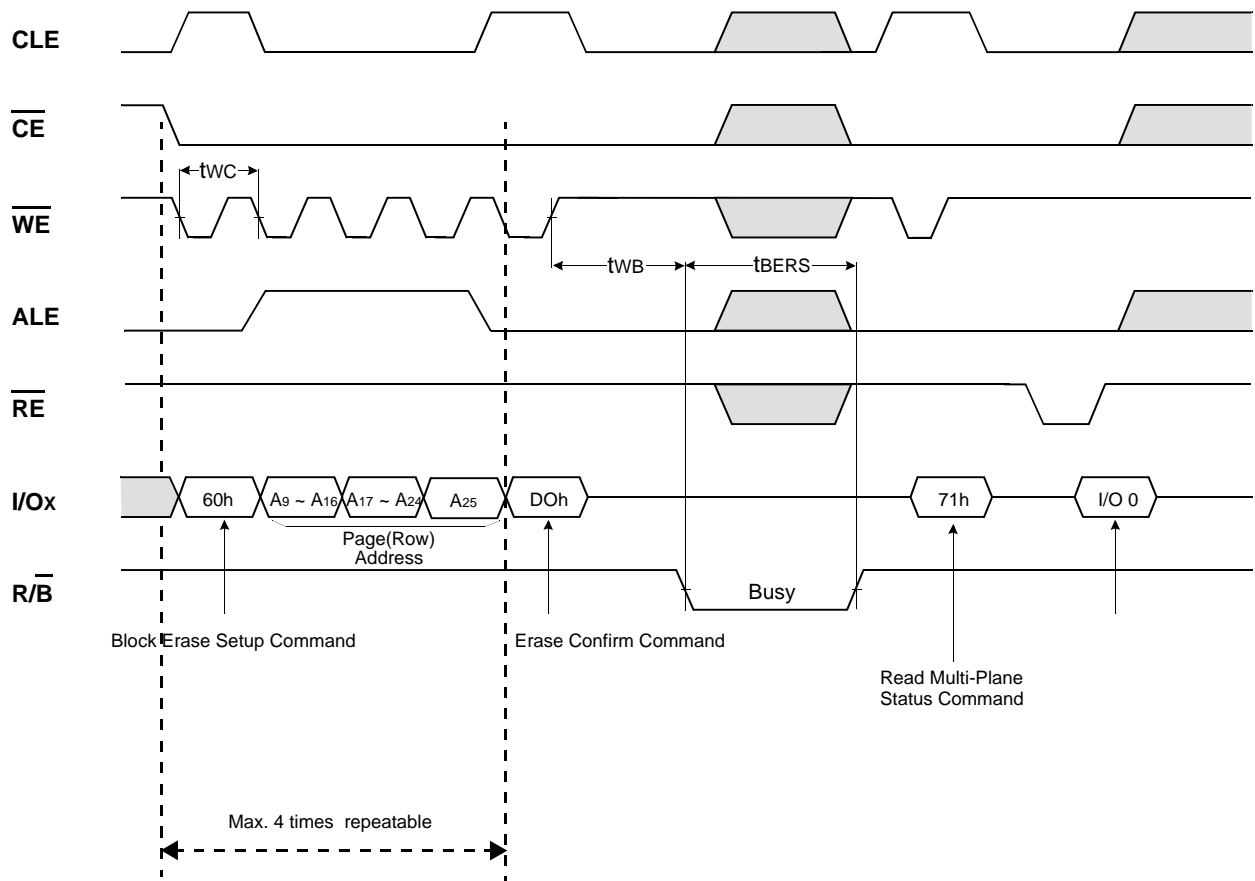 CLE
CE
tWC
WE
tWB
tBERS
ALE
RE
I/Ox
60h
A9 ~ A16
A17 ~ A24
A25
DOh
71h
I/O 0
Page(Row)
Address
R/B
Busy
Block Erase Setup Command
Erase Confirm Command
Read Multi-Plane
Status Command
Max. 4 times repeatable